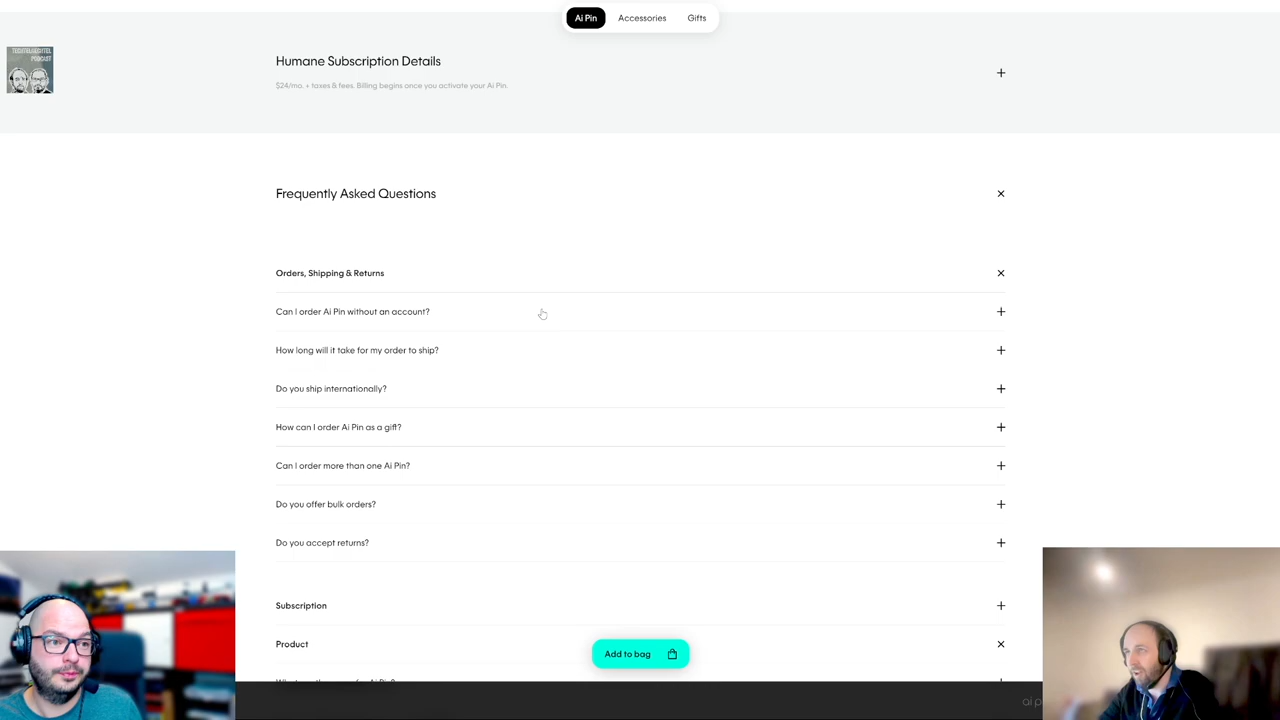 Ai Pin
Accessories
Gifts
TECHTELMECHTEL
PODCAST
Humane Subscription Details
$24/mo. + taxes & fees. Billing begins once you activate your Ai Pin.
Frequently Asked Questions
Orders, Shipping & Returns
Can I order Ai Pin without an account?
How long will it take for my order to ship?
Do you ship internationally?
How can I order Ai Pin as a gift?
Can I order more than one Ai Pin?
Do you offer bulk orders?
Do you accept returns?
Subscription
Product
Add to bag
ai p